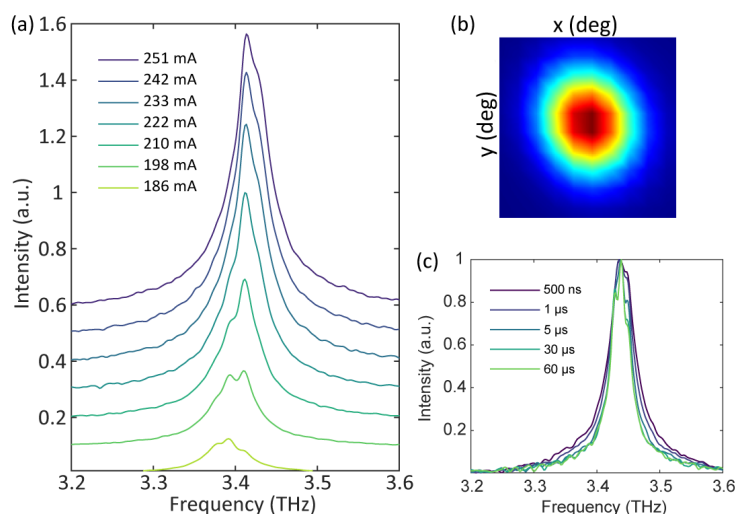 (a)
1.6
1.4
1.2
1
0.8
0.6
0.4
0.2
Intensity (a.u.)
251 mA
242 mA
233 mA
222 mA
210 mA
198 mA
186 mA
3.2 3.3 3.4 3.5 3.6
Frequency (THz)
(b)
x (deg)
y (deg)
(c)
1
0.8
0.6
0.4
0.2
Intensity (a.u.)
500 ns
1 μs
5 μs
30 μs
60 μs
3.2 3.3 3.4 3.5 3.6
Frequency (THz)